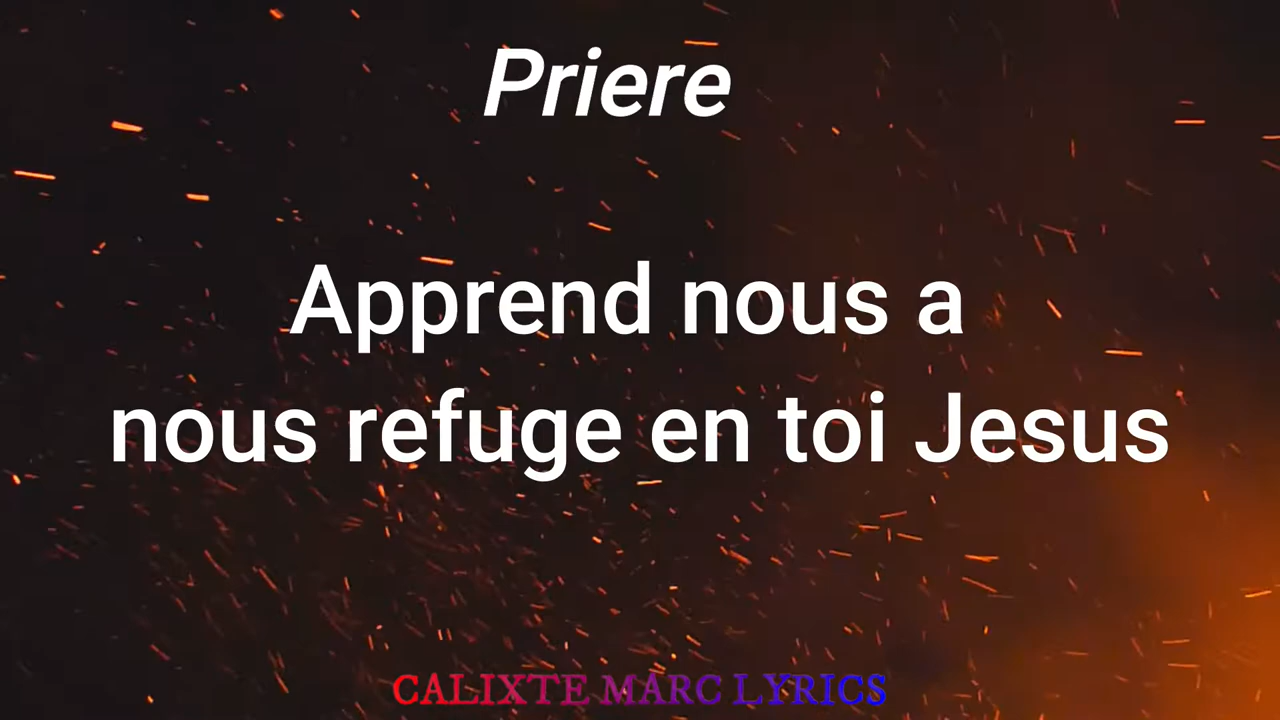 Priere
Apprend nous a
nous refuge en toi Jesus
CALIXTE MARC LYRICS